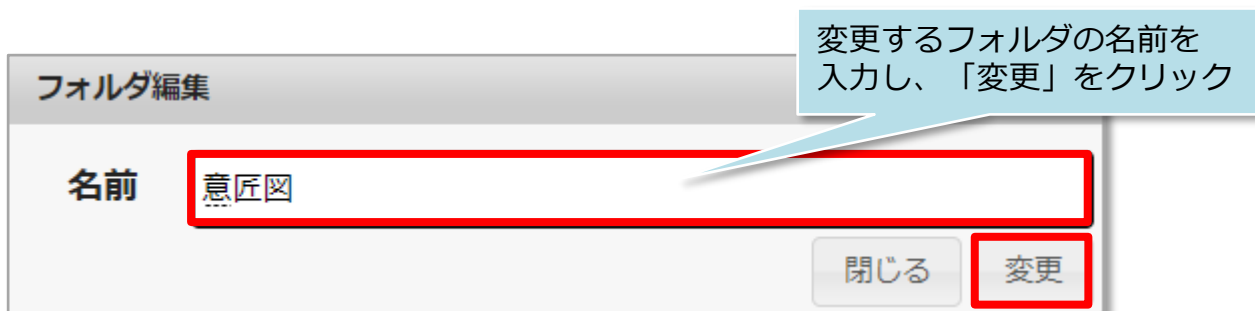 変更するフォルダの名前を
入力し、「変更」をクリック
フォルダ編集
名前
意匠図
閉じる
変更